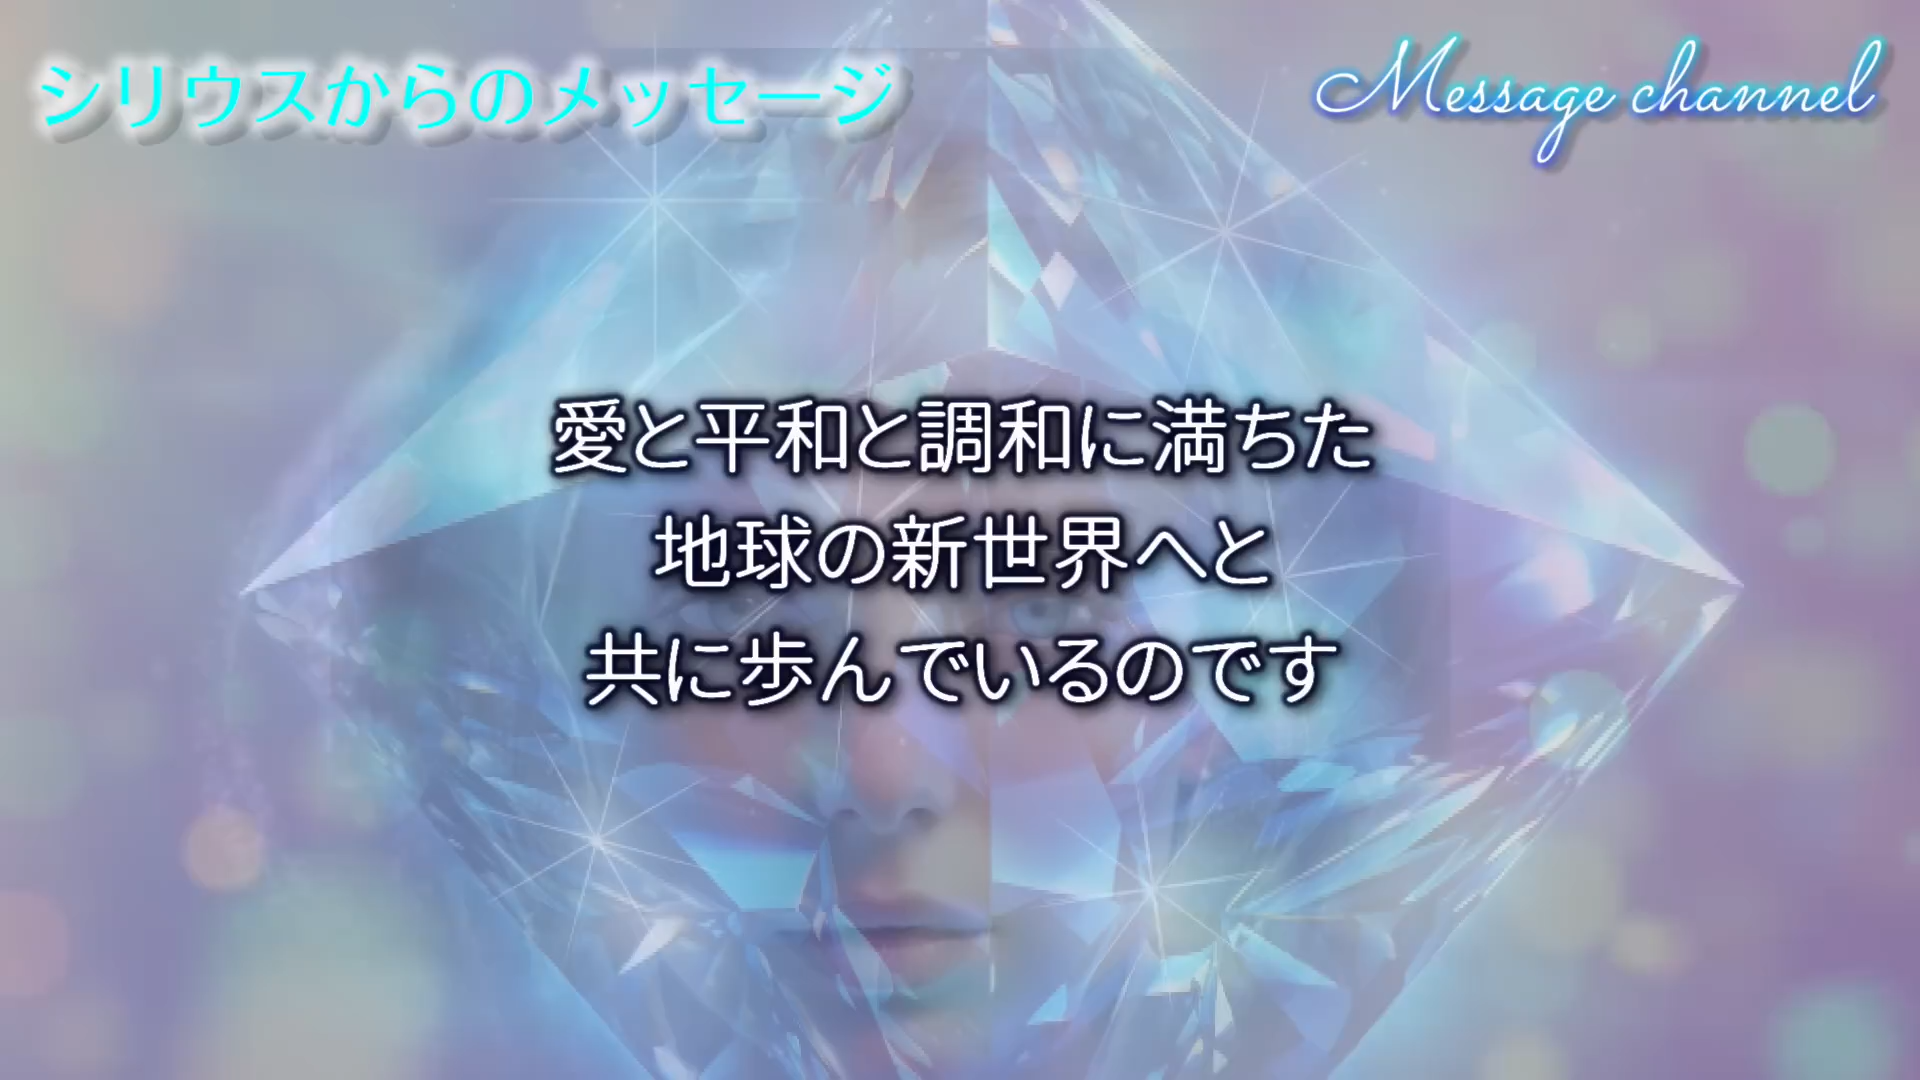 シリウスからのメッセージ
Message channel
愛と平和と調和に満ちた
地球の新世界へと
共に歩んでいるのです